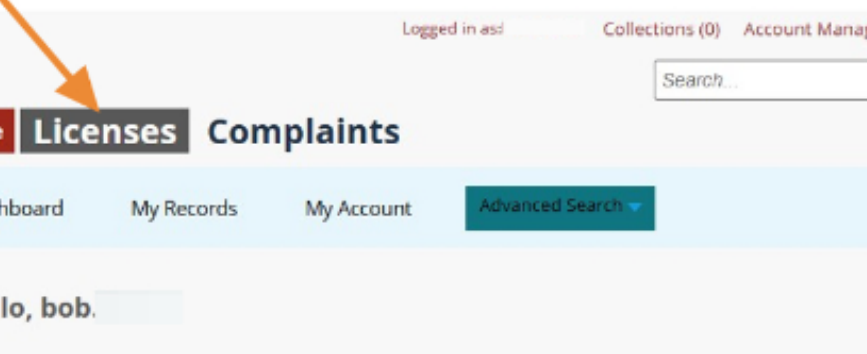 Logged in as: Collections (0) Account Manag
Search...
e Licenses Complaints
hboard My Records My Account Advanced Search
lo, bob.